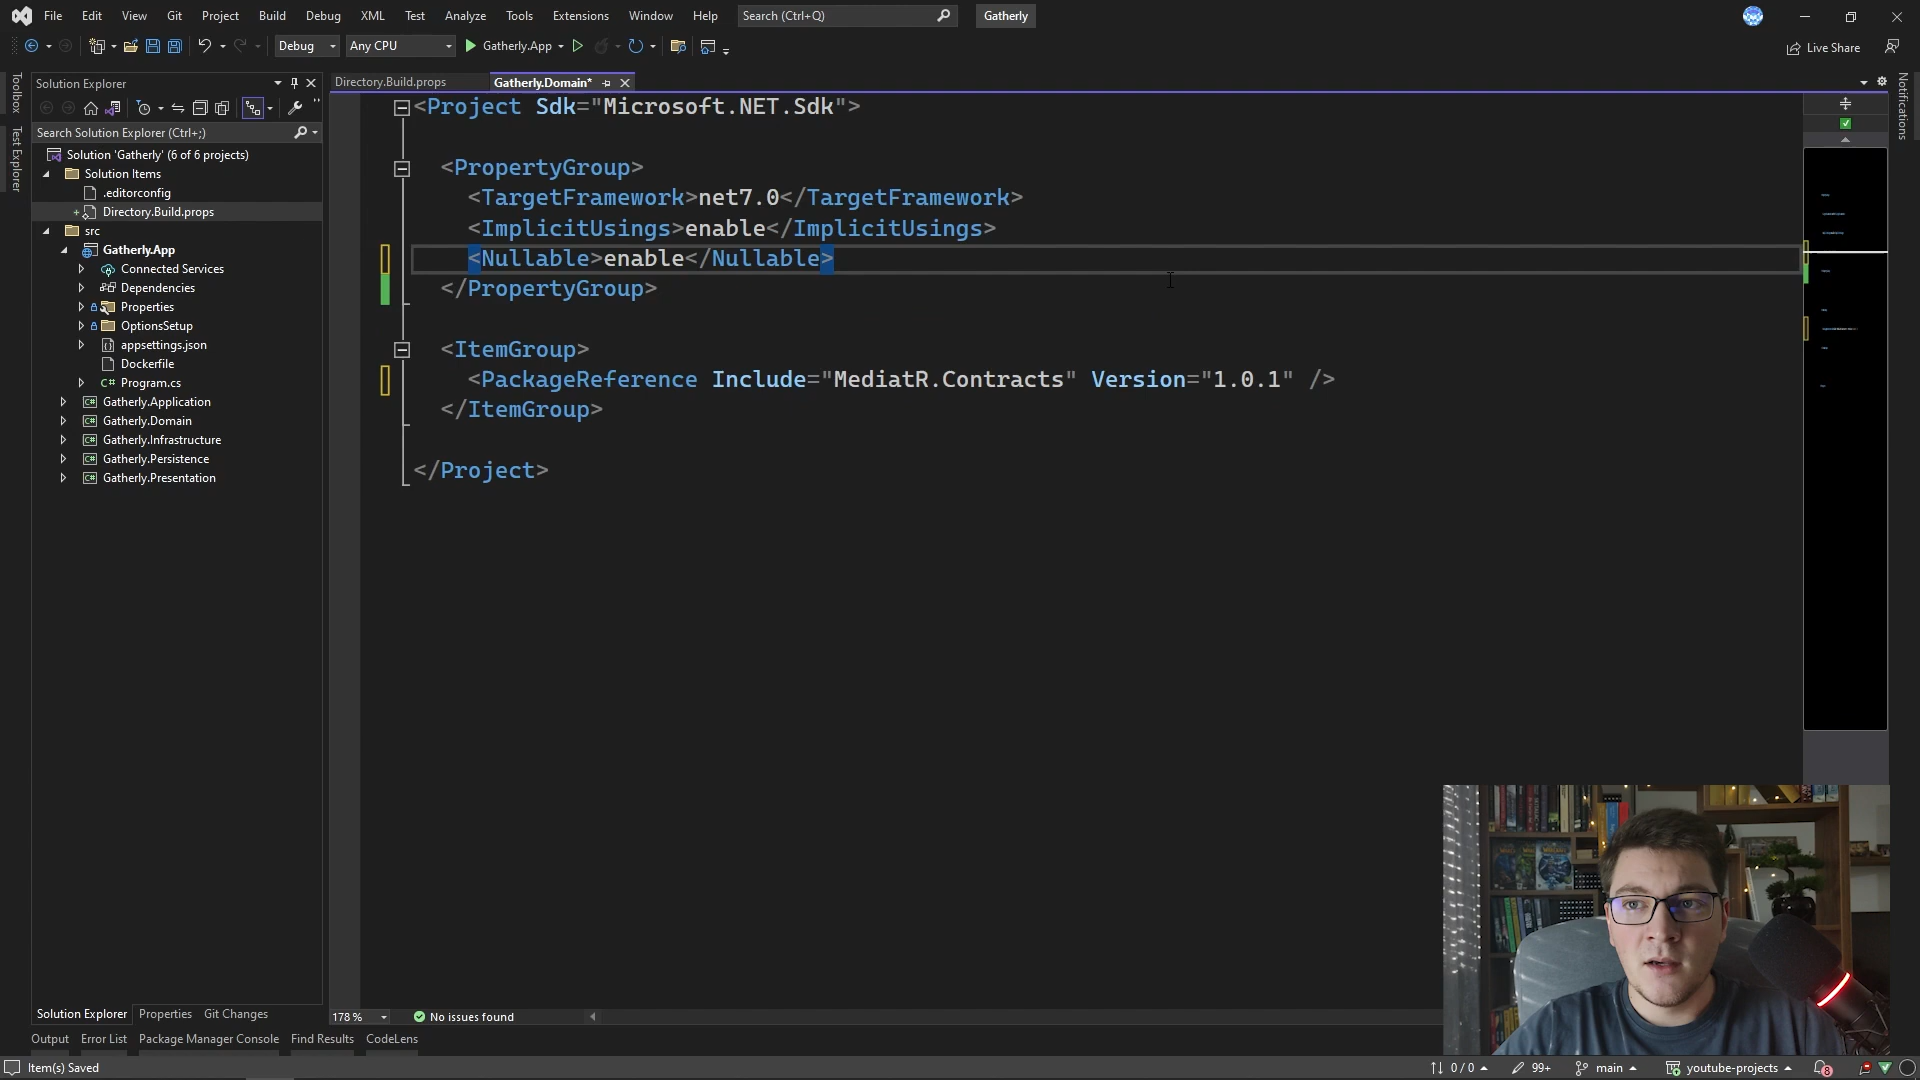 File Edit View Git Project Build Debug XML Test Analyze Tools Extensions Window Help Search (Ctrl+Q) Gatherly
Debug Any CPU Gatherly.App Live Share
Toolbox
Test Explorer
Solution Explorer
Search Solution Explorer (Ctrl+;)
Solution 'Gatherly' (6 of 6 projects)
Solution Items
.editorconfig
Directory.Build.props
src
Gatherly.App
Connected Services
Dependencies
Properties
OptionsSetup
appsettings.json
Dockerfile
C# Program.cs
C# Gatherly.Application
C# Gatherly.Domain
C# Gatherly.Infrastructure
C# Gatherly.Persistence
C# Gatherly.Presentation
Solution Explorer Properties Git Changes
Directory.Build.props Gatherly.Domain*
<Project Sdk="Microsoft.NET.Sdk">
<PropertyGroup>
<TargetFramework>net7.0</TargetFramework>
<ImplicitUsings>enable</ImplicitUsings>
<Nullable>enable</Nullable>
</PropertyGroup>
<ItemGroup>
<PackageReference Include="MediatR.Contracts" Version="1.0.1" />
</ItemGroup>
</Project>
Notifications
178 % No issues found
Output Error List Package Manager Console Find Results CodeLens
Item(s) Saved 0 / 0 99+ main youtube-projects 8